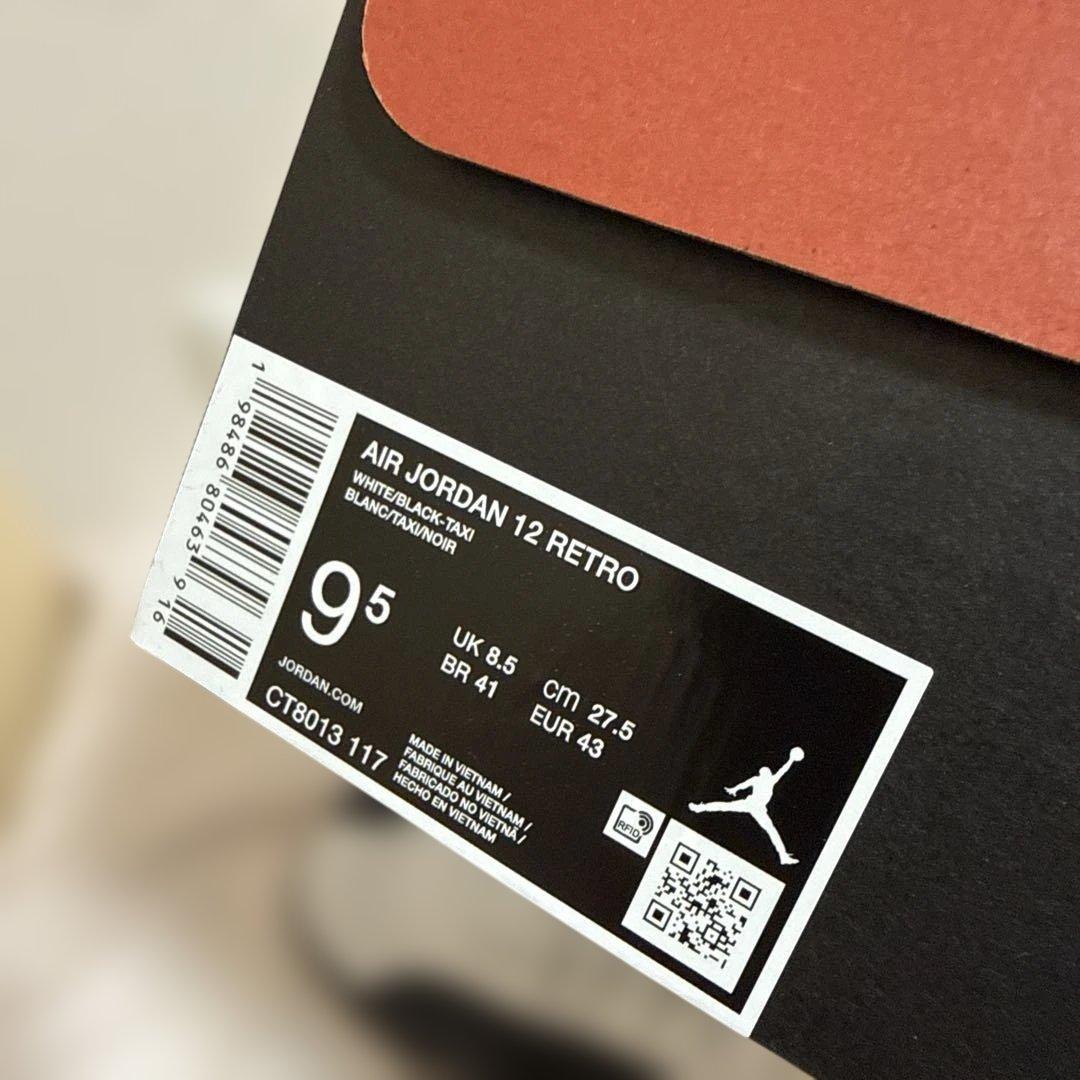 1 98486 80463 9 16
AIR JORDAN 12 RETRO
WHITE/BLACK-TAXI
BLANC/TAXI/NOIR
9⁵
UK 8.5
BR 41
cm 27.5
EUR 43
JORDAN.COM
CT8013 117
MADE IN VIETNAM /
FABRIQUE AU VIETNAM /
FABRICADO NO VIETNÃ /
HECHO EN VIETNAM
RFID